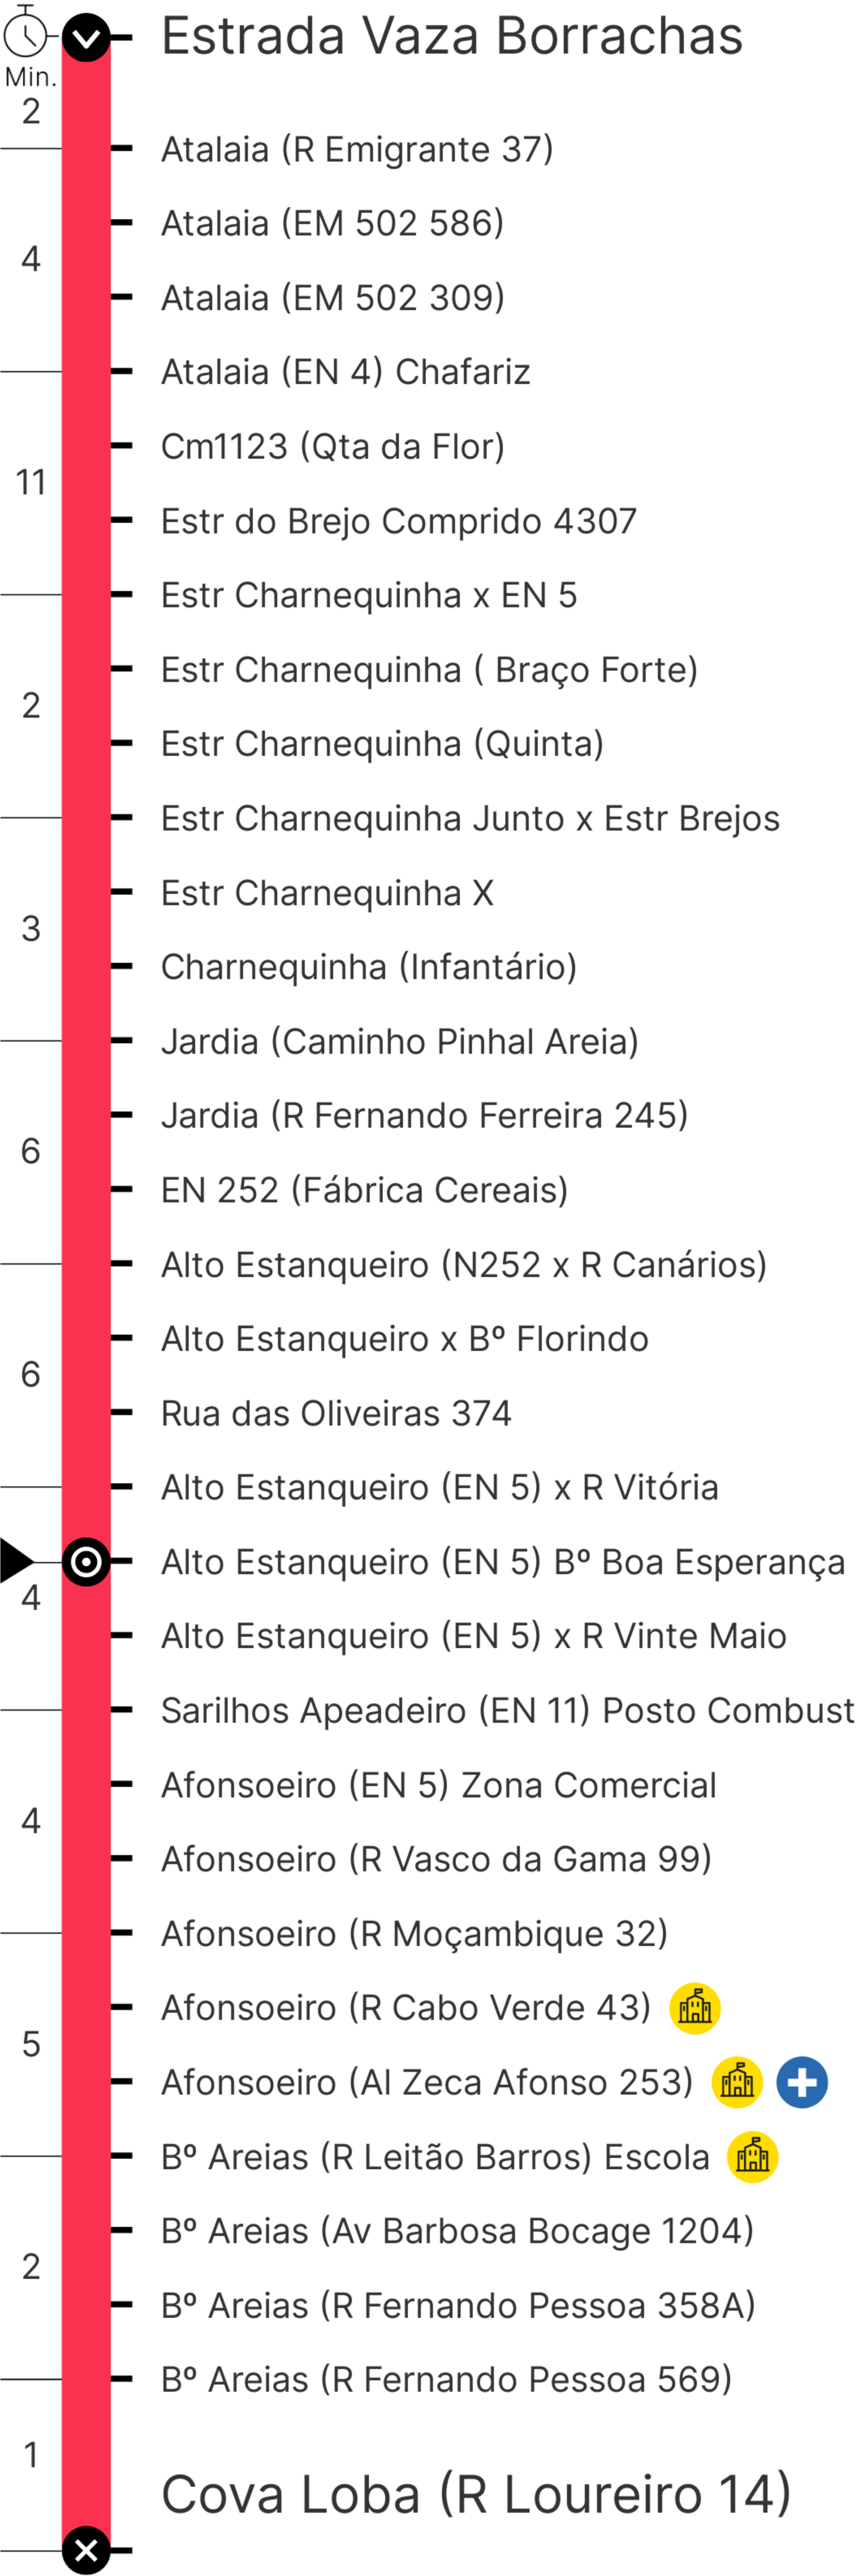 Estrada Vaza Borrachas
Min.
2
Atalaia (R Emigrante 37)
Atalaia (EM 502 586)
4
Atalaia (EM 502 309)
Atalaia (EN 4) Chafariz
Cm1123 (Qta da Flor)
11
Estr do Brejo Comprido 4307
Estr Charnequinha x EN 5
Estr Charnequinha ( Braço Forte)
2
Estr Charnequinha (Quinta)
Estr Charnequinha Junto x Estr Brejos
Estr Charnequinha X
3
Charnequinha (Infantário)
Jardia (Caminho Pinhal Areia)
Jardia (R Fernando Ferreira 245)
6
EN 252 (Fábrica Cereais)
Alto Estanqueiro (N252 x R Canários)
Alto Estanqueiro x Bº Florindo
6
Rua das Oliveiras 374
Alto Estanqueiro (EN 5) x R Vitória
Alto Estanqueiro (EN 5) Bº Boa Esperança
4
Alto Estanqueiro (EN 5) x R Vinte Maio
Sarilhos Apeadeiro (EN 11) Posto Combust
Afonsoeiro (EN 5) Zona Comercial
4
Afonsoeiro (R Vasco da Gama 99)
Afonsoeiro (R Moçambique 32)
Afonsoeiro (R Cabo Verde 43)
5
Afonsoeiro (Al Zeca Afonso 253)
Bº Areias (R Leitão Barros) Escola
Bº Areias (Av Barbosa Bocage 1204)
2
Bº Areias (R Fernando Pessoa 358A)
Bº Areias (R Fernando Pessoa 569)
1
Cova Loba (R Loureiro 14)